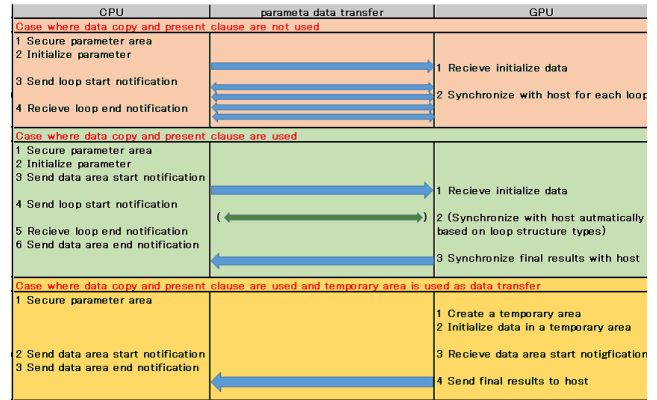 CPU parameta data transfer GPU
Case where data copy and present clause are not used
1 Secure parameter area
2 Initialize parameter
1 Recieve initialize data
3 Send loop start notification
2 Synchronize with host for each loop
4 Recieve loop end notification
Case where data copy and present clause are used
1 Secure parameter area
2 Initialize parameter
3 Send data area start notification
1 Recieve initialize data
4 Send loop start notification
( ) 2 (Synchronize with host autmatically
based on loop structure types)
5 Recieve loop end notification
6 Send data area end notification
3 Synchronize final results with host
Case where data copy and present clause are used and temporary area is used as data transfer
1 Secure parameter area
1 Create a temporary area
2 Initialize data in a temporary area
2 Send data area start notification
3 Recieve data area start notigfication
3 Send data area end notification
4 Send final results to host